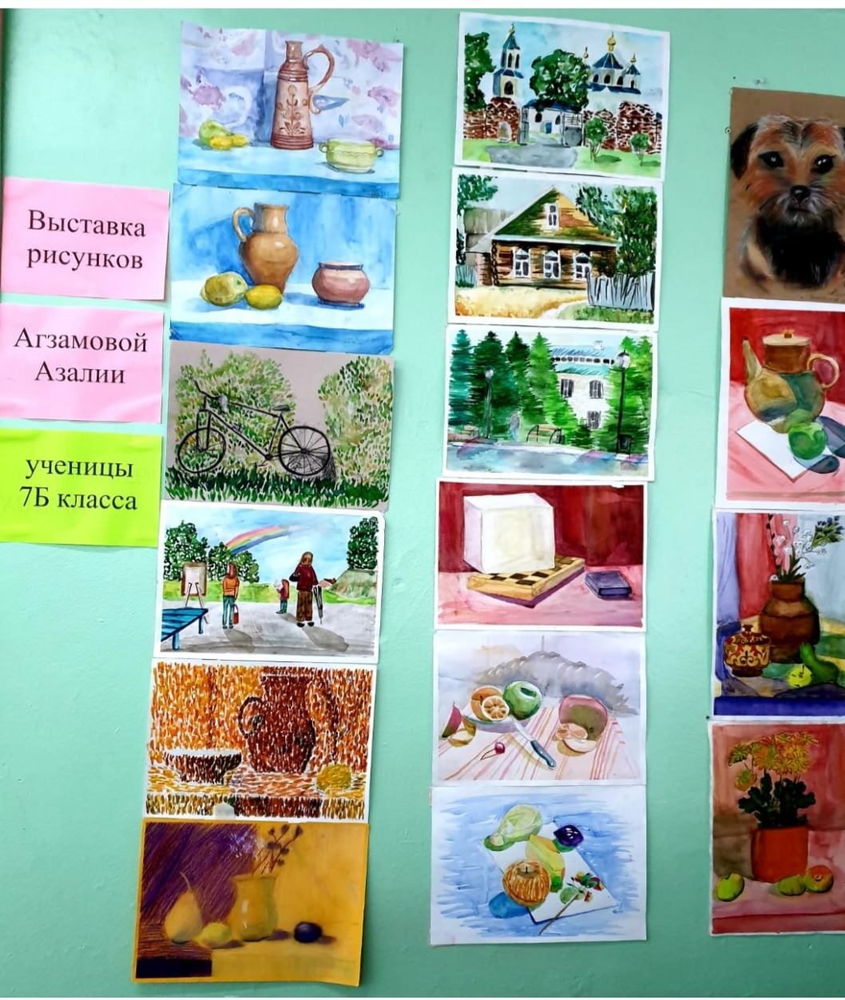 Выставка
рисунков
Агзамовой
Азалии
ученицы
7Б класса